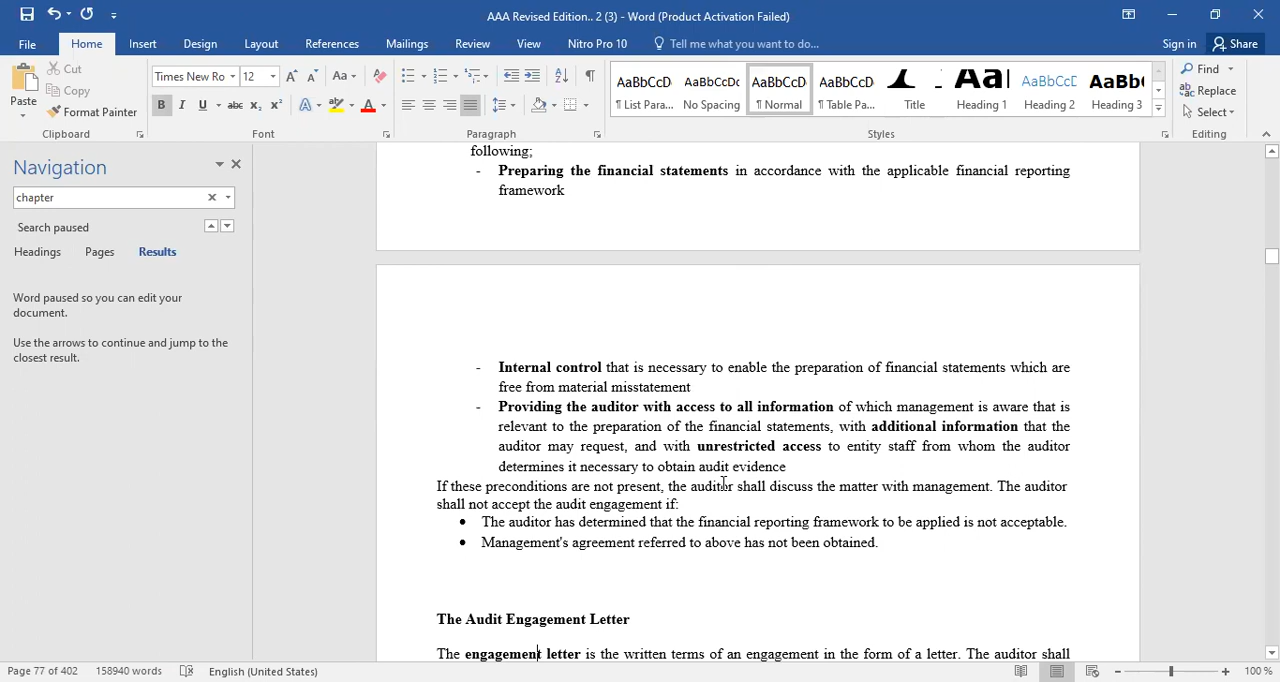 AAA Revised Edition.. 2 (3) - Word (Product Activation Failed)
File Home Insert Design Layout References Mailings Review View Nitro Pro 10 Tell me what you want to do... Sign in Share
Paste
Cut
Copy
Format Painter
Clipboard
Times New Ro 12
Font
Paragraph
AaBbCcD AaBbCcDc AaBbCcD AaBbCcD Aa| AaBbCcD AaBbCc
¶ List Para... No Spacing ¶ Normal ¶ Table Pa... Title Heading 1 Heading 2 Heading 3
Styles
Find
Replace
Select
Editing
Navigation
chapter
Search paused
Headings Pages Results
Word paused so you can edit your
document.
Use the arrows to continue and jump to the
closest result.
following;
- Preparing the financial statements in accordance with the applicable financial reporting
framework
- Internal control that is necessary to enable the preparation of financial statements which are
free from material misstatement
- Providing the auditor with access to all information of which management is aware that is
relevant to the preparation of the financial statements, with additional information that the
auditor may request, and with unrestricted access to entity staff from whom the auditor
determines it necessary to obtain audit evidence
If these preconditions are not present, the auditor shall discuss the matter with management. The auditor
shall not accept the audit engagement if:
• The auditor has determined that the financial reporting framework to be applied is not acceptable.
• Management's agreement referred to above has not been obtained.
The Audit Engagement Letter
The engagement letter is the written terms of an engagement in the form of a letter. The auditor shall
Page 77 of 402 158940 words English (United States) 100 %